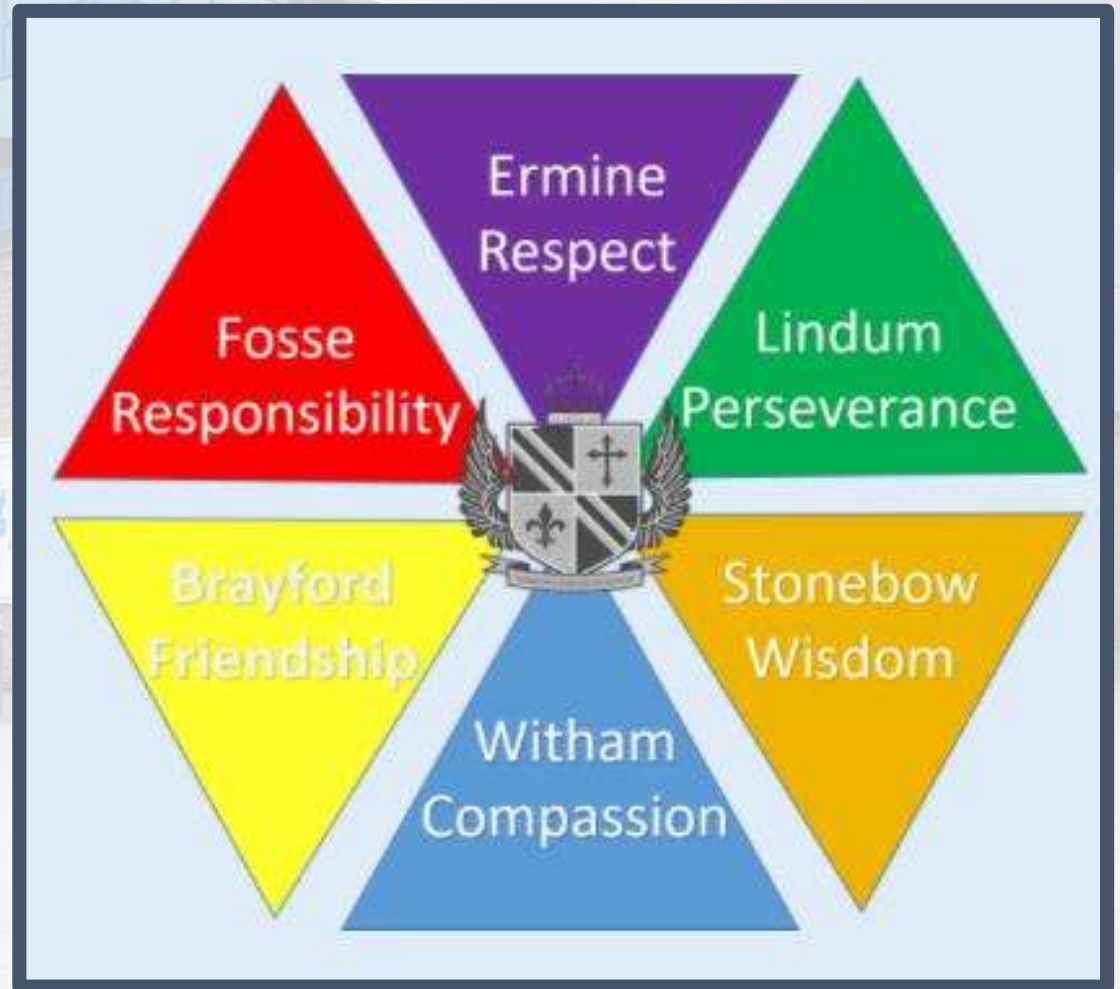 Ermine
Respect
Fosse
Responsibility
Lindum
Perseverance
Brayford
Friendship
Stonebow
Wisdom
Witham
Compassion